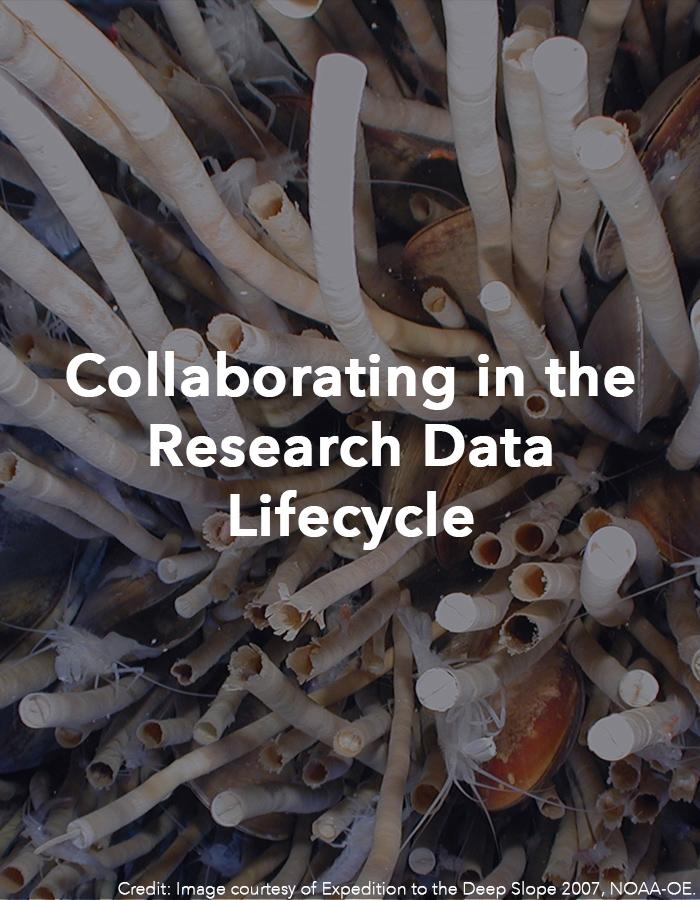 Collaborating in the
Research Data
Lifecycle
Credit: Image courtesy of Expedition to the Deep Slope 2007, NOAA-OE.